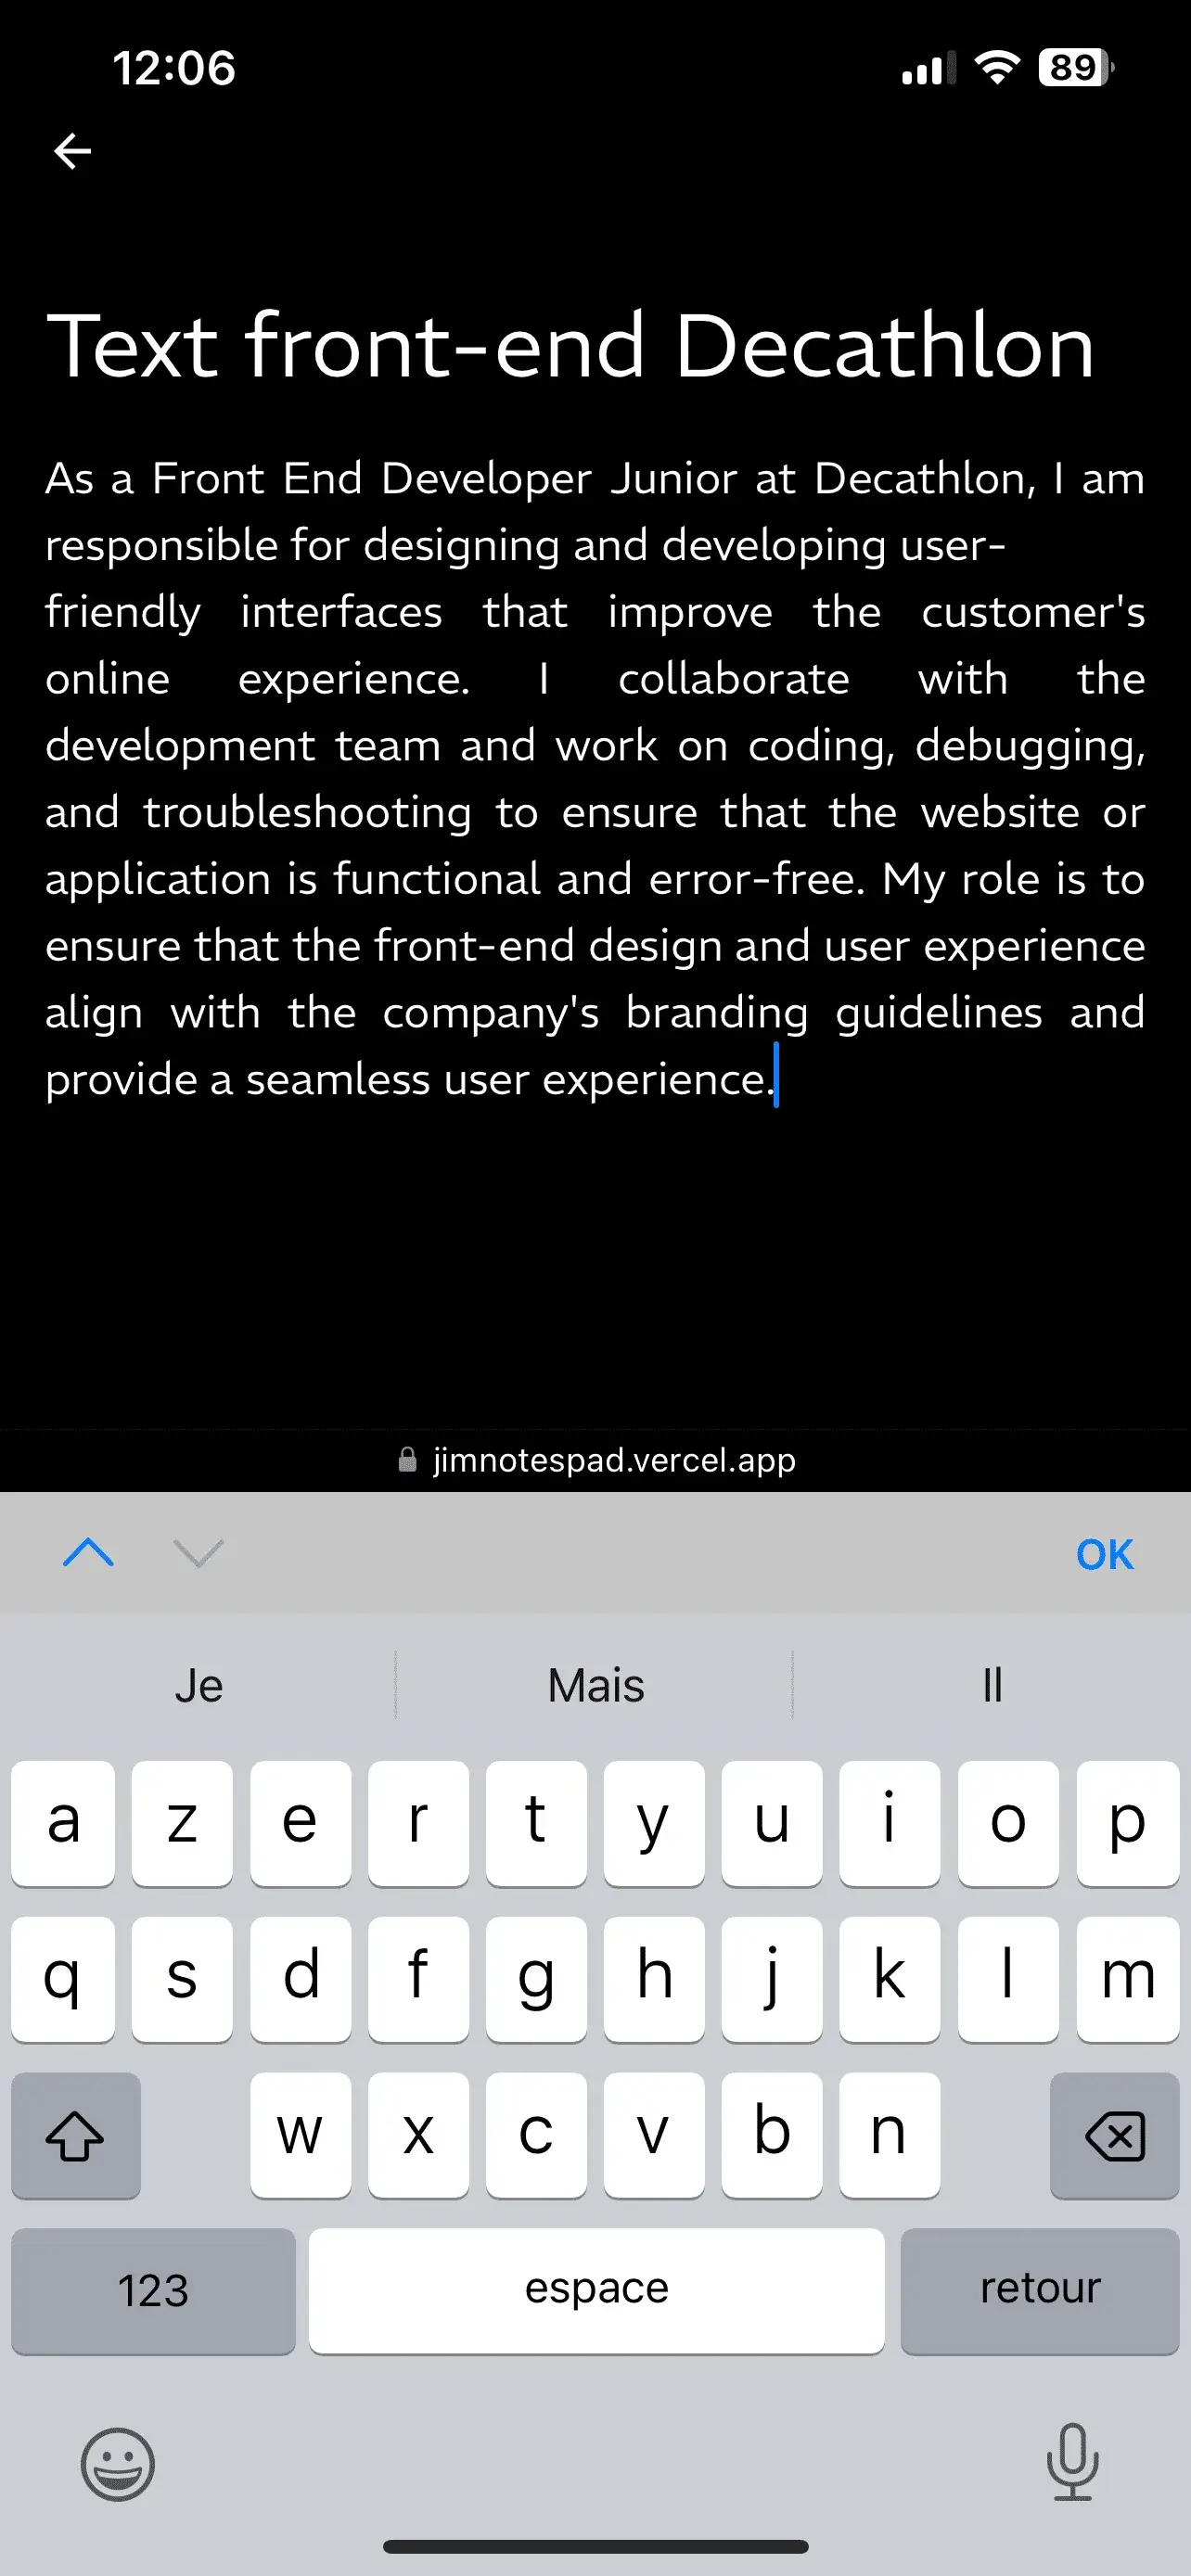 12:06
89
Text front-end Decathlon
As a Front End Developer Junior at Decathlon, I am
responsible for designing and developing user-
friendly interfaces that improve the customer's
online experience. I collaborate with the
development team and work on coding, debugging,
and troubleshooting to ensure that the website or
application is functional and error-free. My role is to
ensure that the front-end design and user experience
align with the company's branding guidelines and
provide a seamless user experience.
jimnotespad.vercel.app
OK
Je Mais Il
a z e r t y u i o p
q s d f g h j k l m
w x c v b n
123 espace retour